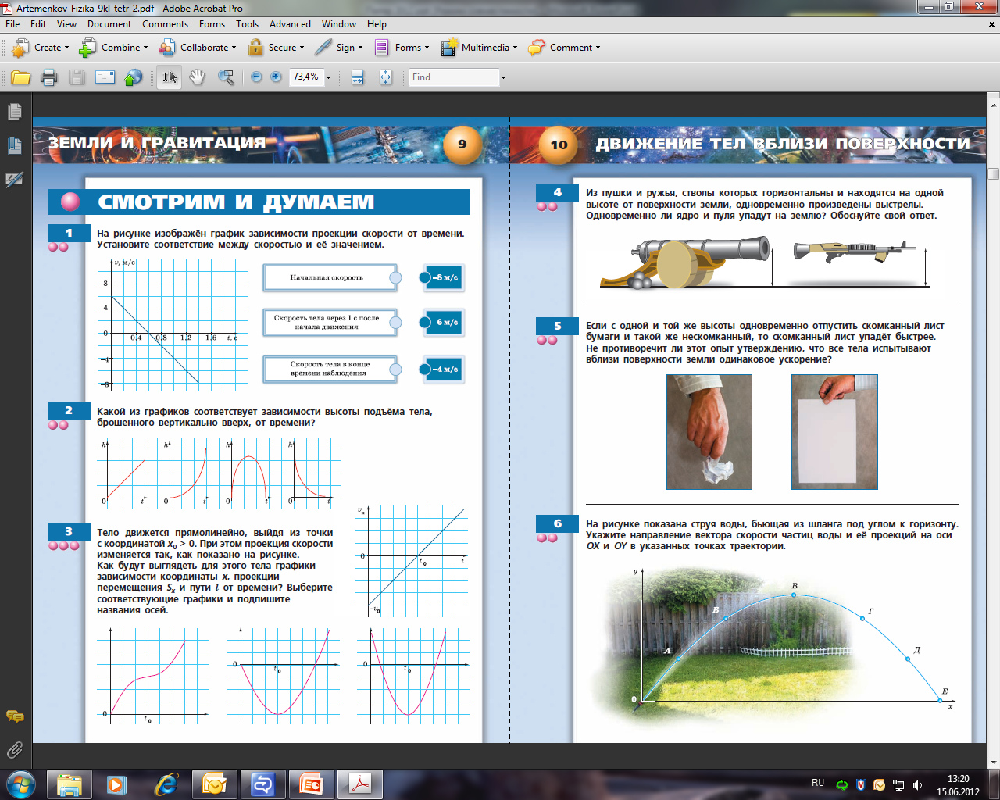 Artemenkov_Fizika_9kl_tetr-2.pdf - Adobe Acrobat Pro
File Edit View Document Comments Forms Tools Advanced Window Help
Create Combine Collaborate Secure Sign Forms Multimedia Comment
73,4% Find
ЗЕМЛИ И ГРАВИТАЦИЯ 9
СМОТРИМ И ДУМАЕМ
1 На рисунке изображён график зависимости проекции скорости от времени.
Установите соответствие между скоростью и её значением.
v, м/с
8
4
0
0,4 0,8 1,2 1,6 t, с
−4
−8
Начальная скорость
−8 м/с
Скорость тела через 1 с после
начала движения
6 м/с
Скорость тела в конце
времени наблюдения
−4 м/с
2 Какой из графиков соответствует зависимости высоты подъёма тела,
брошенного вертикально вверх, от времени?
h h h h
0 t 0 t 0 t 0 t
3 Тело движется прямолинейно, выйдя из точки
с координатой x0 > 0. При этом проекция скорости
изменяется так, как показано на рисунке.
Как будут выглядеть для этого тела графики
зависимости координаты x, проекции
перемещения Sx и пути l от времени? Выберите
соответствующие графики и подпишите
названия осей.
vx
0 t0 t
−v0
0 t0
0 t0
0 t0
10 ДВИЖЕНИЕ ТЕЛ ВБЛИЗИ ПОВЕРХНОСТИ
4 Из пушки и ружья, стволы которых горизонтальны и находятся на одной
высоте от поверхности земли, одновременно произведены выстрелы.
Одновременно ли ядро и пуля упадут на землю? Обоснуйте свой ответ.
5 Если с одной и той же высоты одновременно отпустить скомканный лист
бумаги и такой же нескомканный, то скомканный лист упадёт быстрее.
Не противоречит ли этот опыт утверждению, что все тела испытывают
вблизи поверхности земли одинаковое ускорение?
6 На рисунке показана струя воды, бьющая из шланга под углом к горизонту.
Укажите направление вектора скорости частиц воды и её проекций на оси
OX и OY в указанных точках траектории.
y
А
Б
В
Г
Д
Е
0
x
RU
13:20
15.06.2012